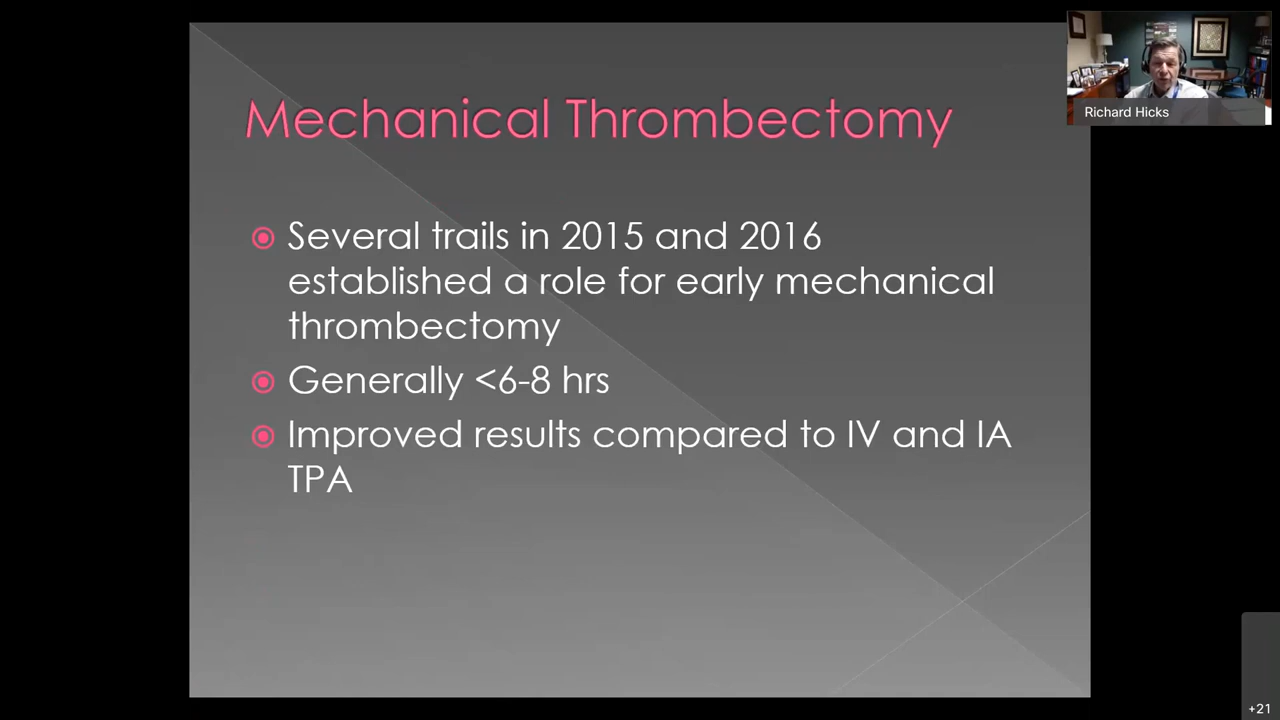 Mechanical Thrombectomy
Several trails in 2015 and 2016
established a role for early mechanical
thrombectomy
Generally <6-8 hrs
Improved results compared to IV and IA
TPA
Richard Hicks
+21